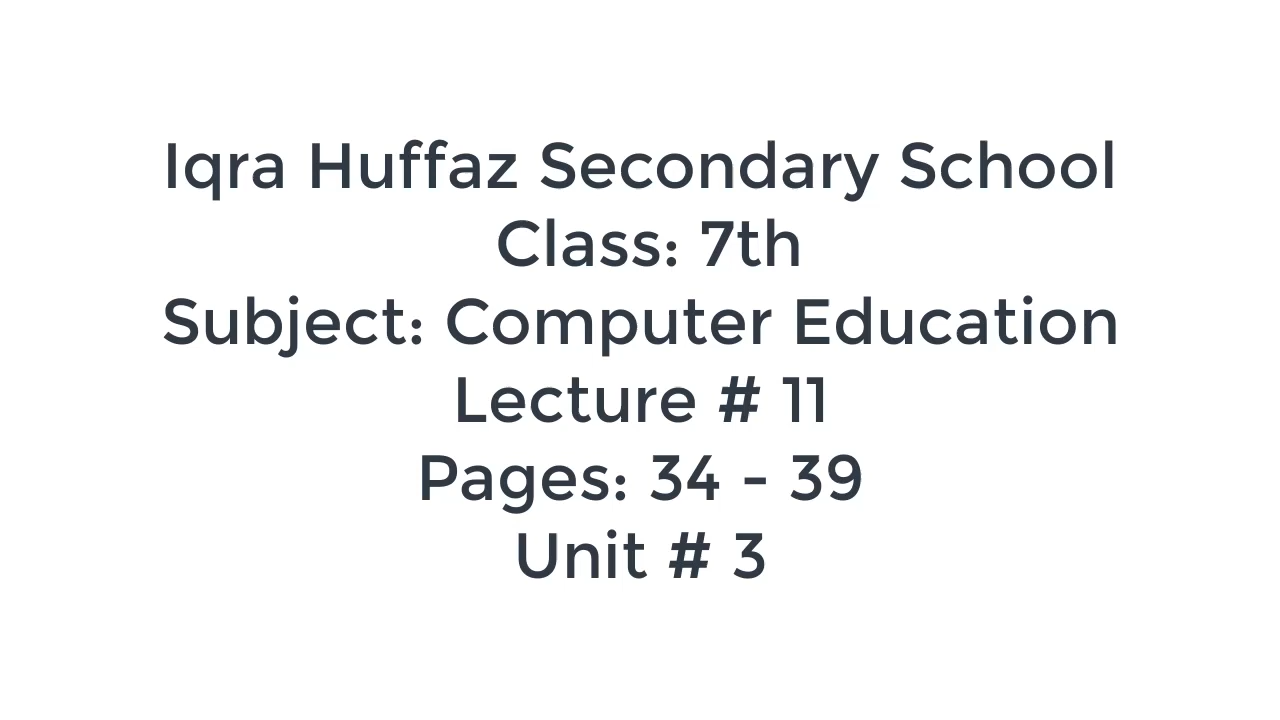 Iqra Huffaz Secondary School
Class: 7th
Subject: Computer Education
Lecture # 11
Pages: 34 - 39
Unit # 3